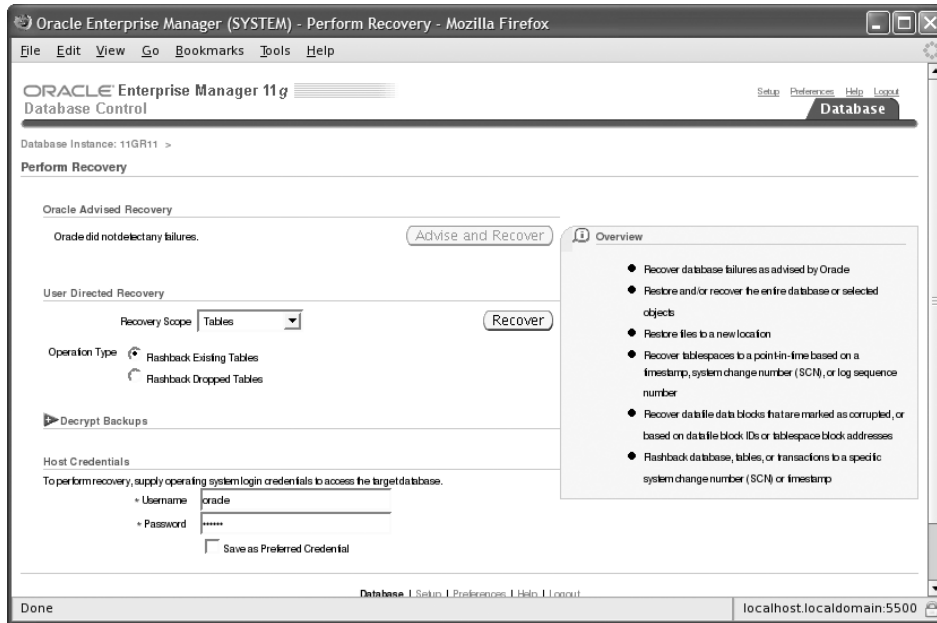 Oracle Enterprise Manager (SYSTEM) - Perform Recovery - Mozilla Firefox
File Edit View Go Bookmarks Tools Help
ORACLE Enterprise Manager 11g
Database Control
Setup Preferences Help Logout
Database
Database Instance: 11GR11 >
Perform Recovery
Oracle Advised Recovery
Oracle did not detect any failures.
Advise and Recover
User Directed Recovery
Recovery Scope Tables
Recover
Operation Type Flashback Existing Tables
Flashback Dropped Tables
Decrypt Backups
Host Credentials
To perform recovery, supply operating system login credentials to access the target database.
* Username oracle
* Password ••••••
Save as Preferred Credential
Overview
● Recover database failures as advised by Oracle
● Restore and/or recover the entire database or selected
objects
● Restore files to a new location
● Recover tablespaces to a point-in-time based on a
timestamp, system change number (SCN), or log sequence
number
● Recover datafile data blocks that are marked as corrupted, or
based on datafile block IDs or tablespace block addresses
● Flashback database, tables, or transactions to a specific
system change number (SCN) or timestamp
Database | Setup | Preferences | Help | Logout
Done
localhost.localdomain:5500